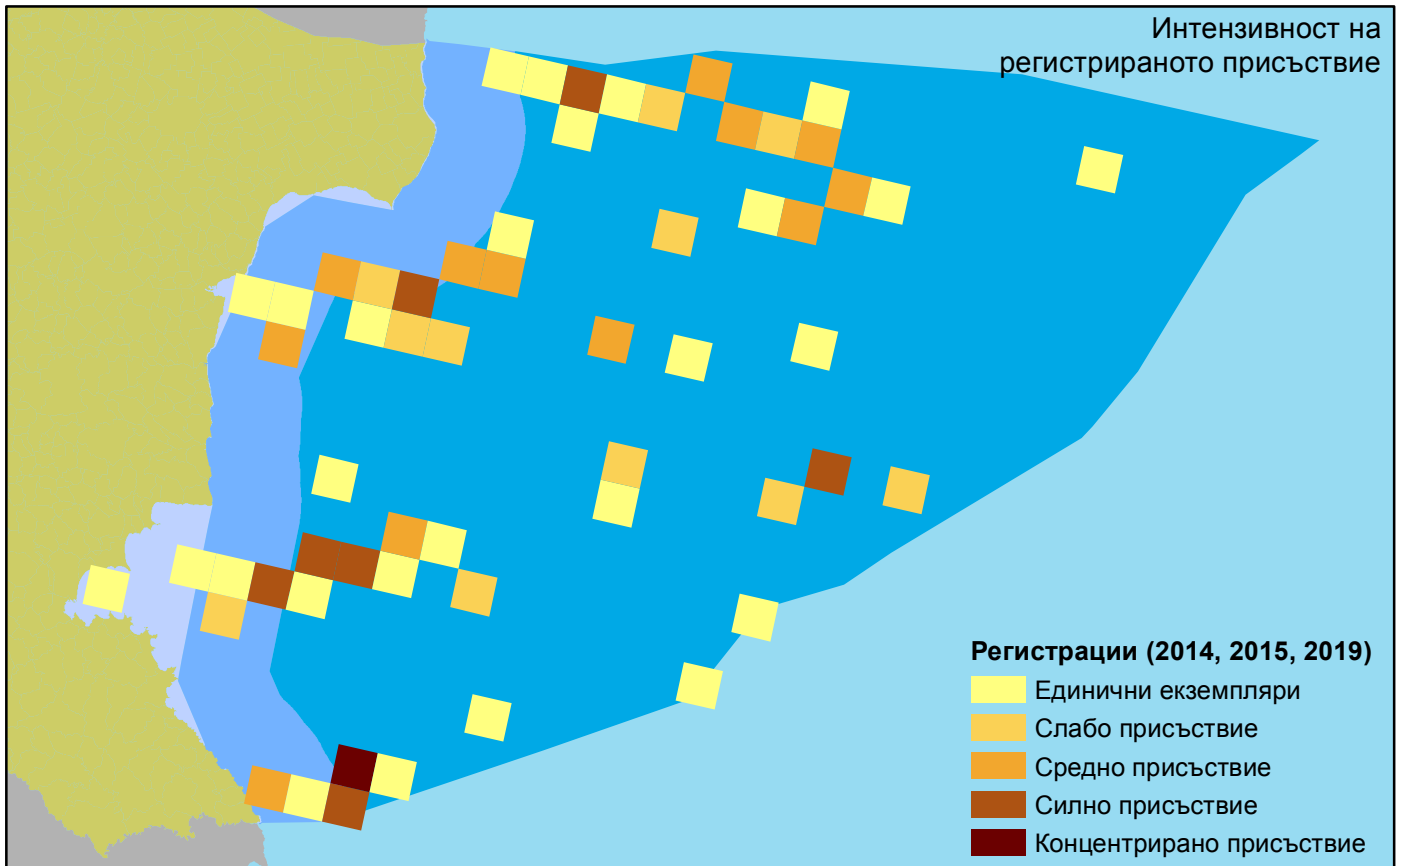 Интензивност на
регистрираното присъствие
Регистрации (2014, 2015, 2019)
Единични екземпляри
Слабо присъствие
Средно присъствие
Силно присъствие
Концентрирано присъствие